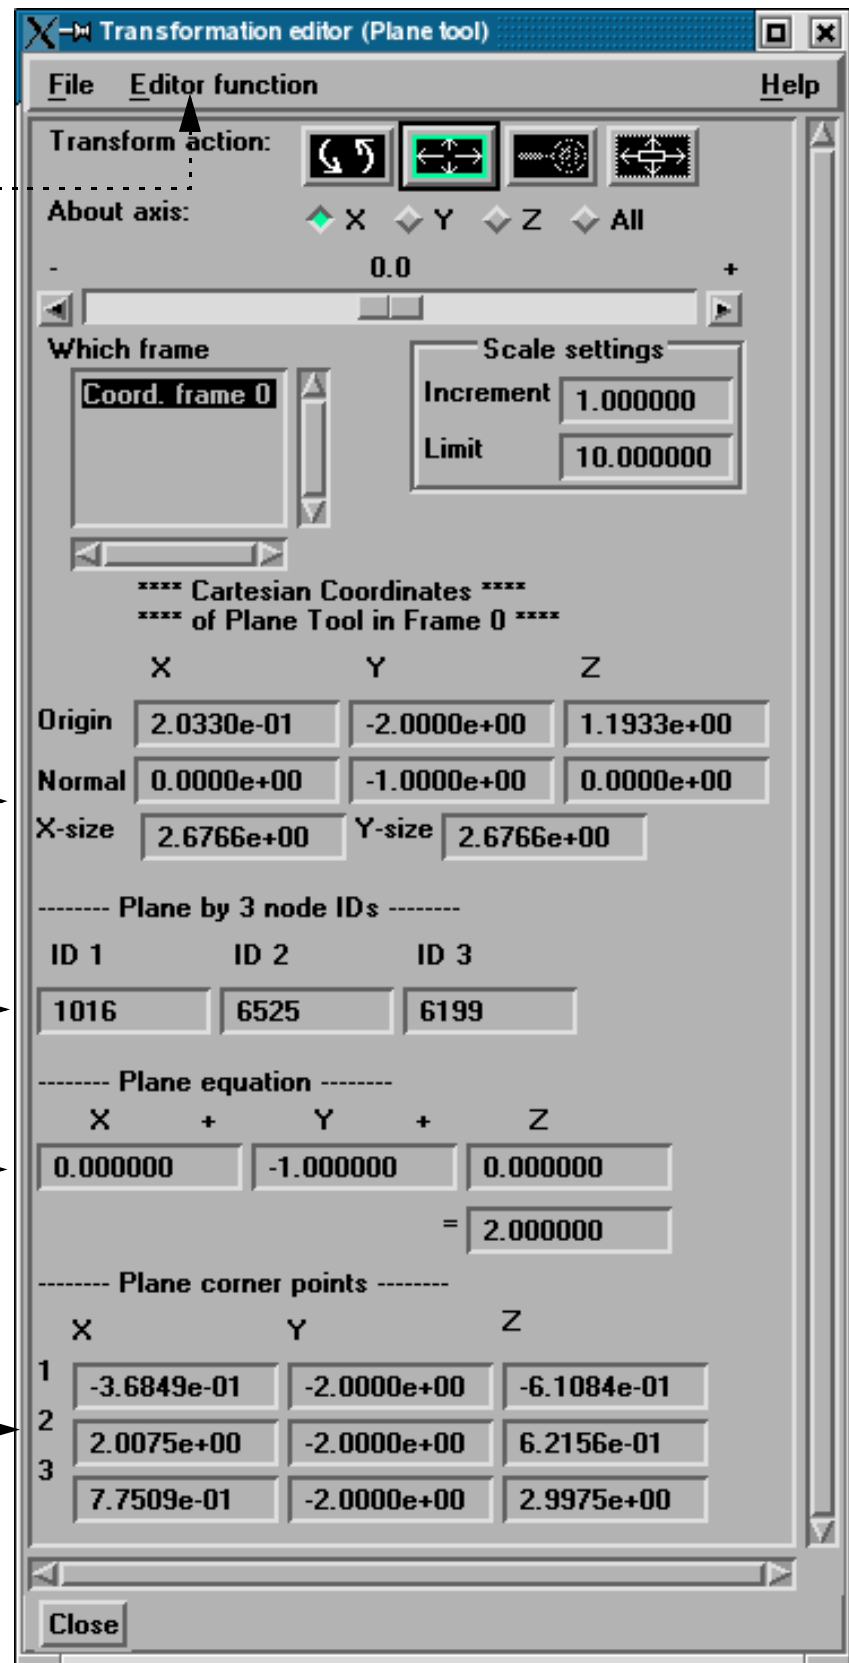 Transformation editor (Plane tool)
File Editor function Help
Transform action:
About axis: X Y Z All
- 0.0 +
Which frame Scale settings
Coord. frame 0
Increment 1.000000
Limit 10.000000
**** Cartesian Coordinates ****
**** of Plane Tool in Frame 0 ****
X Y Z
Origin 2.0330e-01 -2.0000e+00 1.1933e+00
Normal 0.0000e+00 -1.0000e+00 0.0000e+00
X-size 2.6766e+00 Y-size 2.6766e+00
-------- Plane by 3 node IDs --------
ID 1 ID 2 ID 3
1016 6525 6199
-------- Plane equation --------
X + Y + Z
0.000000 -1.000000 0.000000
= 2.000000
-------- Plane corner points --------
X Y Z
1 -3.6849e-01 -2.0000e+00 -6.1084e-01
2 2.0075e+00 -2.0000e+00 6.2156e-01
3 7.7509e-01 -2.0000e+00 2.9975e+00
Close